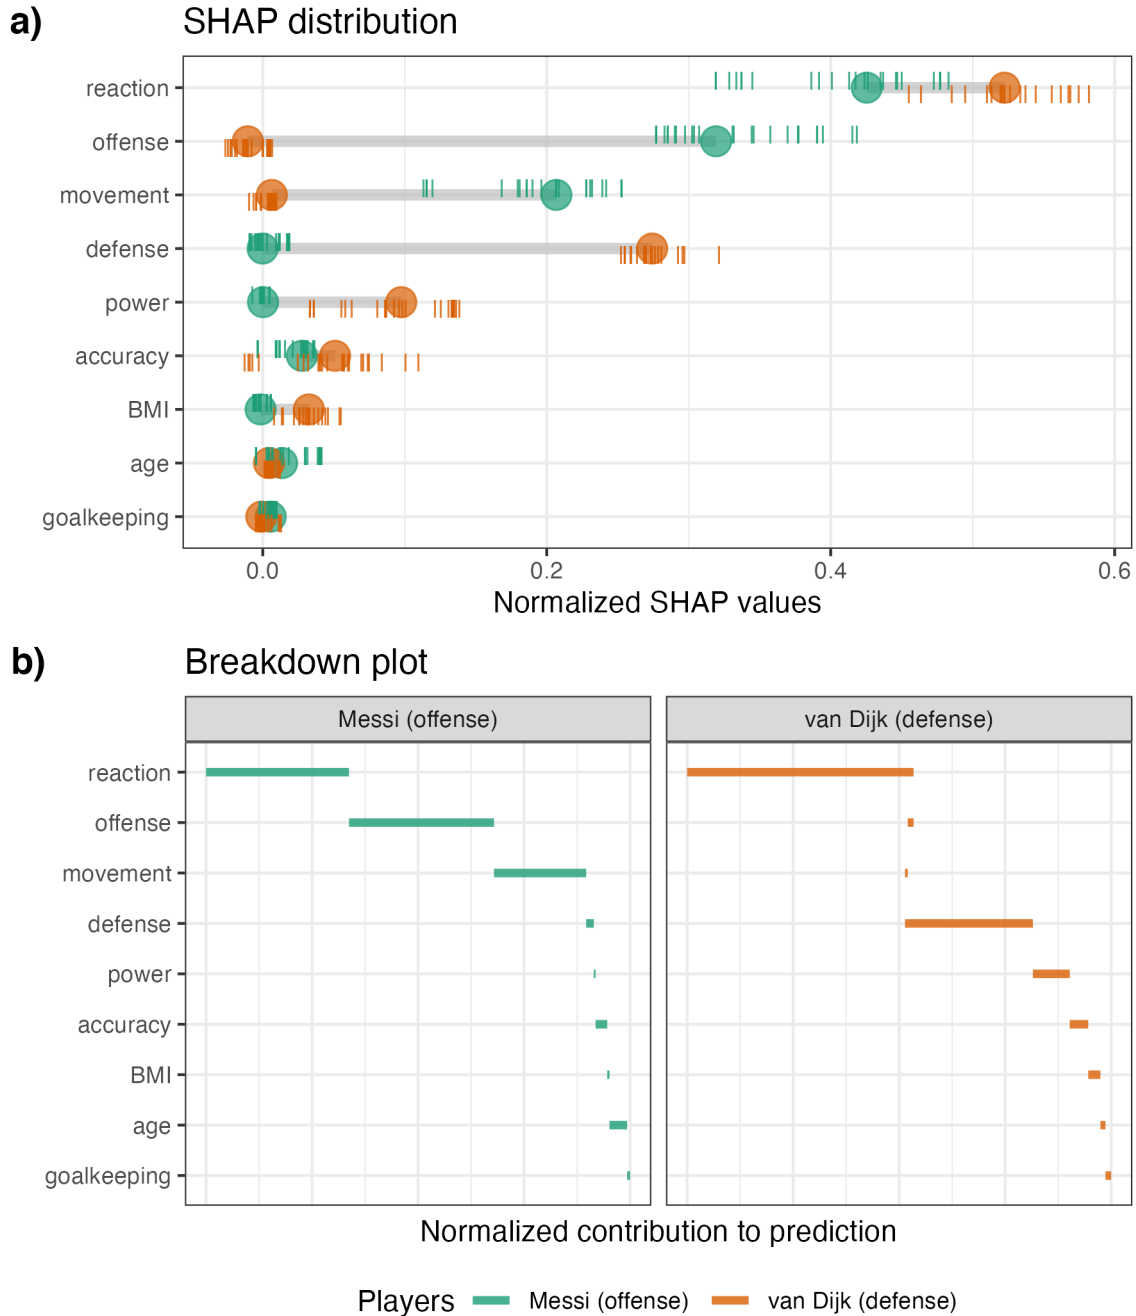 a)
SHAP distribution
reaction
offense
movement
defense
power
accuracy
BMI
age
goalkeeping
0.0 0.2 0.4 0.6
Normalized SHAP values
b)
Breakdown plot
Messi (offense) van Dijk (defense)
reaction
offense
movement
defense
power
accuracy
BMI
age
goalkeeping
Normalized contribution to prediction
Players Messi (offense) van Dijk (defense)